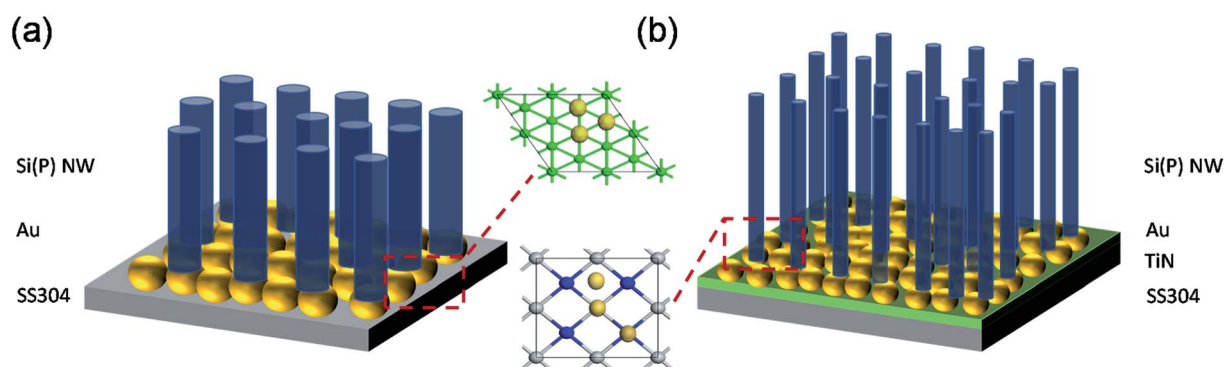 (a)
Si(P) NW
Au
SS304
(b)
Si(P) NW
Au
TiN
SS304